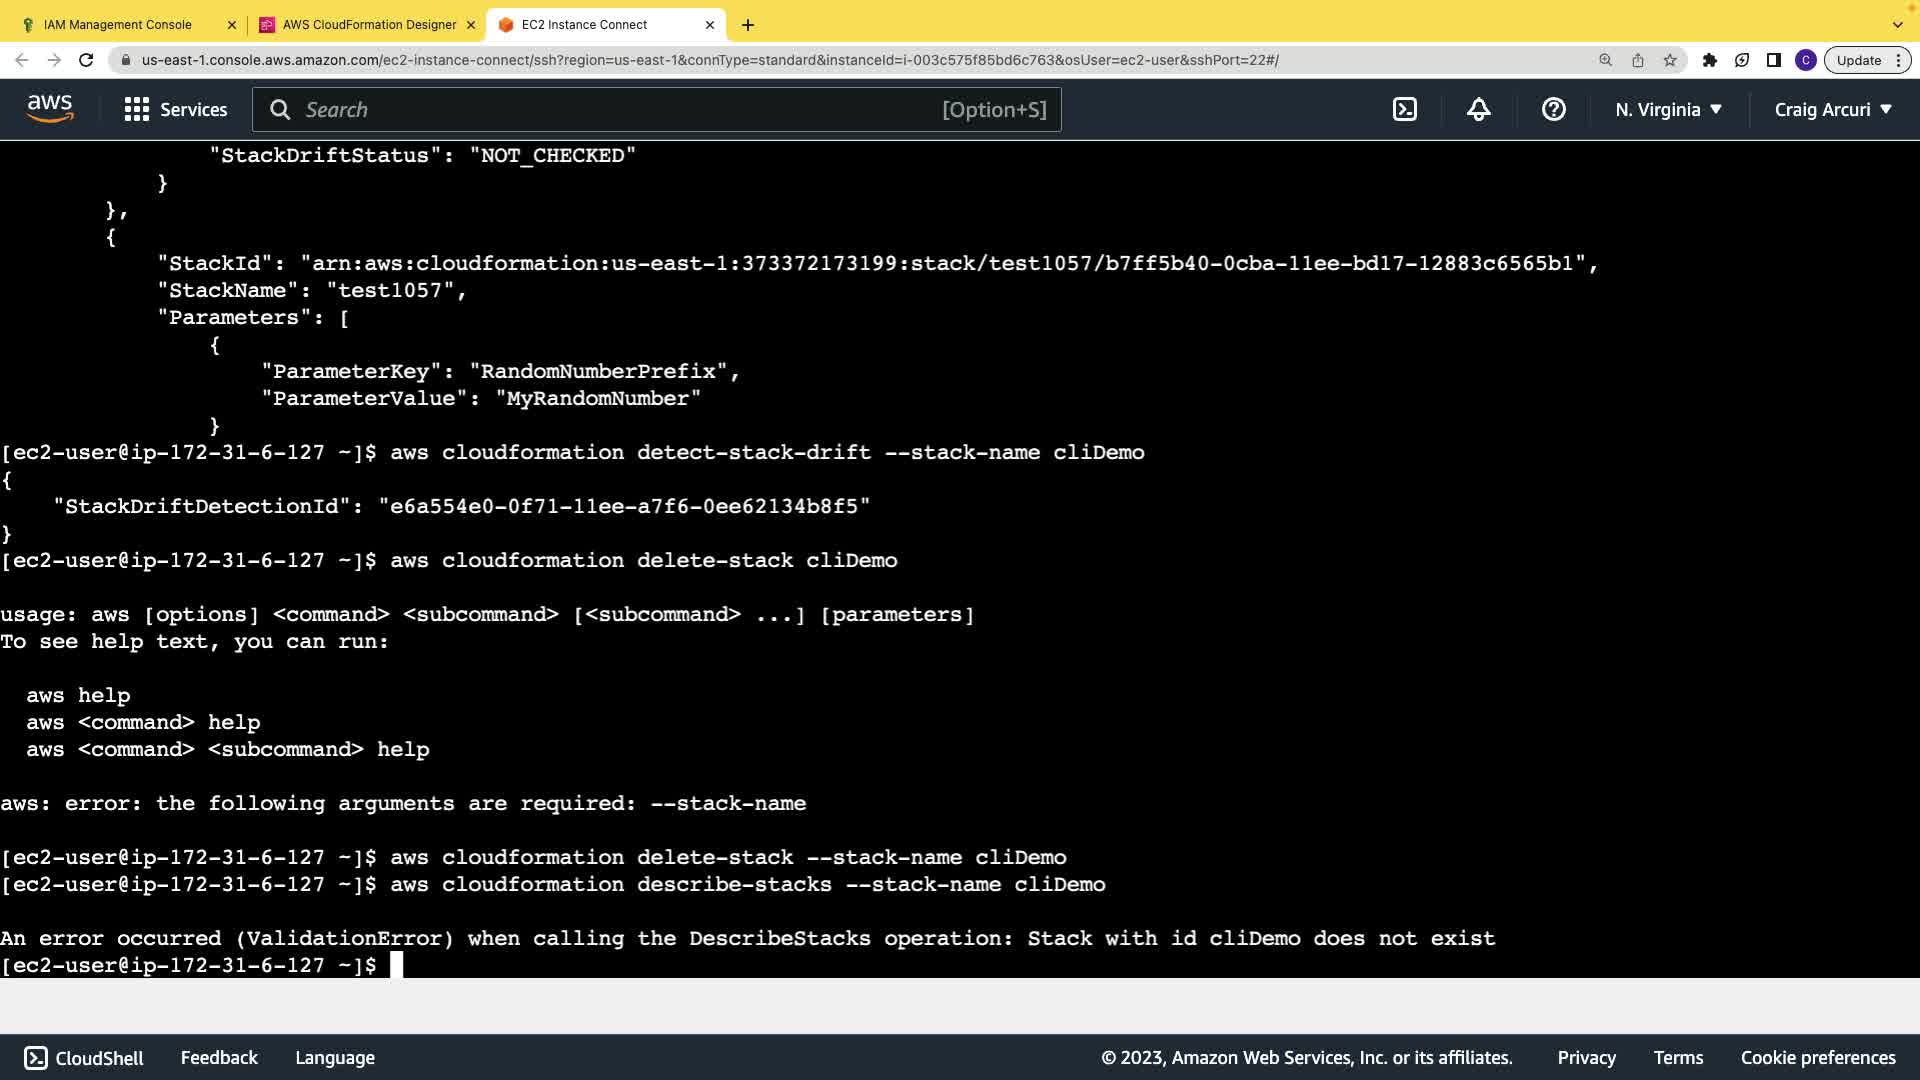 IAM Management Console
AWS CloudFormation Designer
EC2 Instance Connect
us-east-1.console.aws.amazon.com/ec2-instance-connect/ssh?region=us-east-1&connType=standard&instanceId=i-003c575f85bd6c763&osUser=ec2-user&sshPort=22#/
C
Update
aws
Services
Search
[Option+S]
N. Virginia
Craig Arcuri
"StackDriftStatus": "NOT_CHECKED"
}
},
{
"StackId": "arn:aws:cloudformation:us-east-1:373372173199:stack/test1057/b7ff5b40-0cba-11ee-bd17-12883c6565b1",
"StackName": "test1057",
"Parameters": [
{
"ParameterKey": "RandomNumberPrefix",
"ParameterValue": "MyRandomNumber"
}
[ec2-user@ip-172-31-6-127 ~]$ aws cloudformation detect-stack-drift --stack-name cliDemo
{
"StackDriftDetectionId": "e6a554e0-0f71-11ee-a7f6-0ee62134b8f5"
}
[ec2-user@ip-172-31-6-127 ~]$ aws cloudformation delete-stack cliDemo
usage: aws [options] <command> <subcommand> [<subcommand> ...] [parameters]
To see help text, you can run:
aws help
aws <command> help
aws <command> <subcommand> help
aws: error: the following arguments are required: --stack-name
[ec2-user@ip-172-31-6-127 ~]$ aws cloudformation delete-stack --stack-name cliDemo
[ec2-user@ip-172-31-6-127 ~]$ aws cloudformation describe-stacks --stack-name cliDemo
An error occurred (ValidationError) when calling the DescribeStacks operation: Stack with id cliDemo does not exist
[ec2-user@ip-172-31-6-127 ~]$
CloudShell
Feedback
Language
© 2023, Amazon Web Services, Inc. or its affiliates.
Privacy
Terms
Cookie preferences